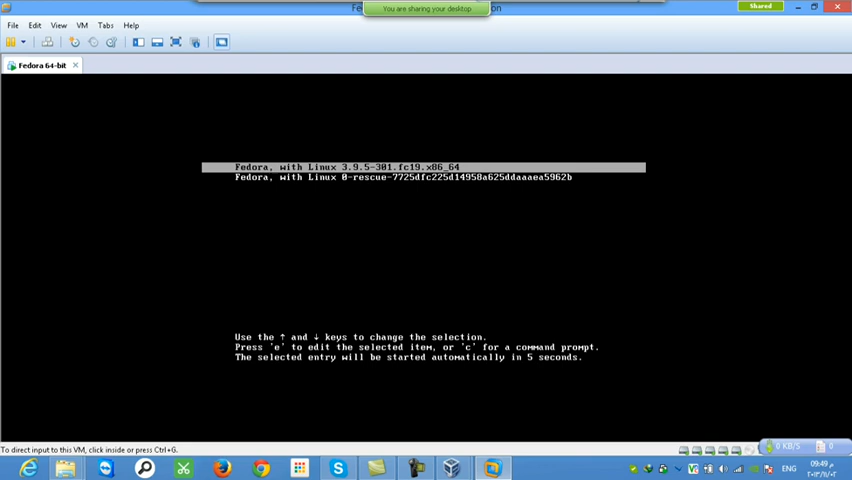 You are sharing your desktop
Shared
File Edit View VM Tabs Help
Fedora 64-bit
Fedora, with Linux 3.9.5-301.fc19.x86_64
Fedora, with Linux 0-rescue-7725dfc225d14958a625ddaaaea5962b
Use the ↑ and ↓ keys to change the selection.
Press 'e' to edit the selected item, or 'c' for a command prompt.
The selected entry will be started automatically in 5 seconds.
To direct input to this VM, click inside or press Ctrl+G.
0 KB/S 0
ENG
09:49 م